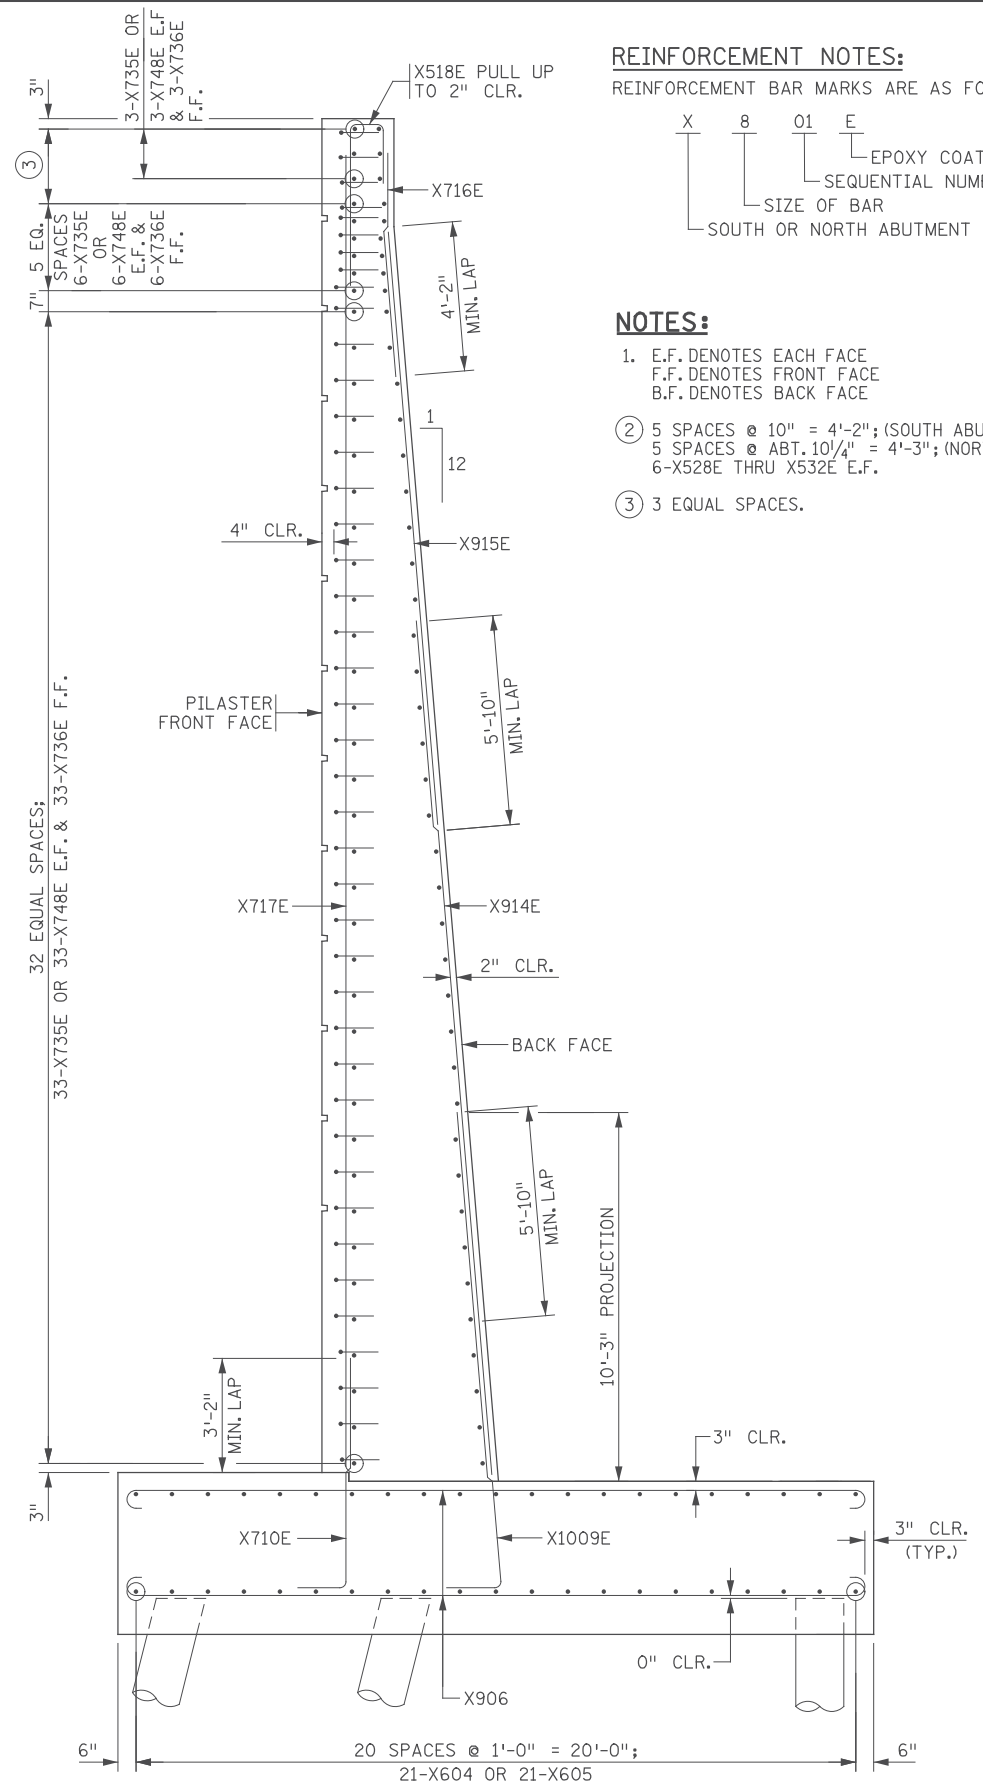 3-X735E OR
3-X748E E.F
& 3-X736E
F.F.
3"
X518E PULL UP
TO 2" CLR.
REINFORCEMENT NOTES:
REINFORCEMENT BAR MARKS ARE AS FO
X 8 01 E
EPOXY COAT
SEQUENTIAL NUM
SIZE OF BAR
SOUTH OR NORTH ABUTMENT
3
X716E
5 EQ.
SPACES
6-X735E
OR
6-X748E
E.F. &
6-X736E
F.F.
7"
4'-2"
MIN. LAP
NOTES:
1. E.F. DENOTES EACH FACE
F.F. DENOTES FRONT FACE
B.F. DENOTES BACK FACE
2 5 SPACES @ 10" = 4'-2"; (SOUTH ABU
5 SPACES @ ABT. 10 1/4" = 4'-3"; (NOR
6-X528E THRU X532E E.F.
3 3 EQUAL SPACES.
1
12
4" CLR.
X915E
5'-10"
MIN. LAP
PILASTER
FRONT FACE
32 EQUAL SPACES;
33-X735E OR 33-X748E E.F. & 33-X736E F.F.
X717E
X914E
2" CLR.
BACK FACE
5'-10"
MIN. LAP
10'-3" PROJECTION
3'-2"
MIN. LAP
3" CLR.
3"
X710E
X1009E
3" CLR.
(TYP.)
0" CLR.
X906
6"
20 SPACES @ 1'-0" = 20'-0";
21-X604 OR 21-X605
6"